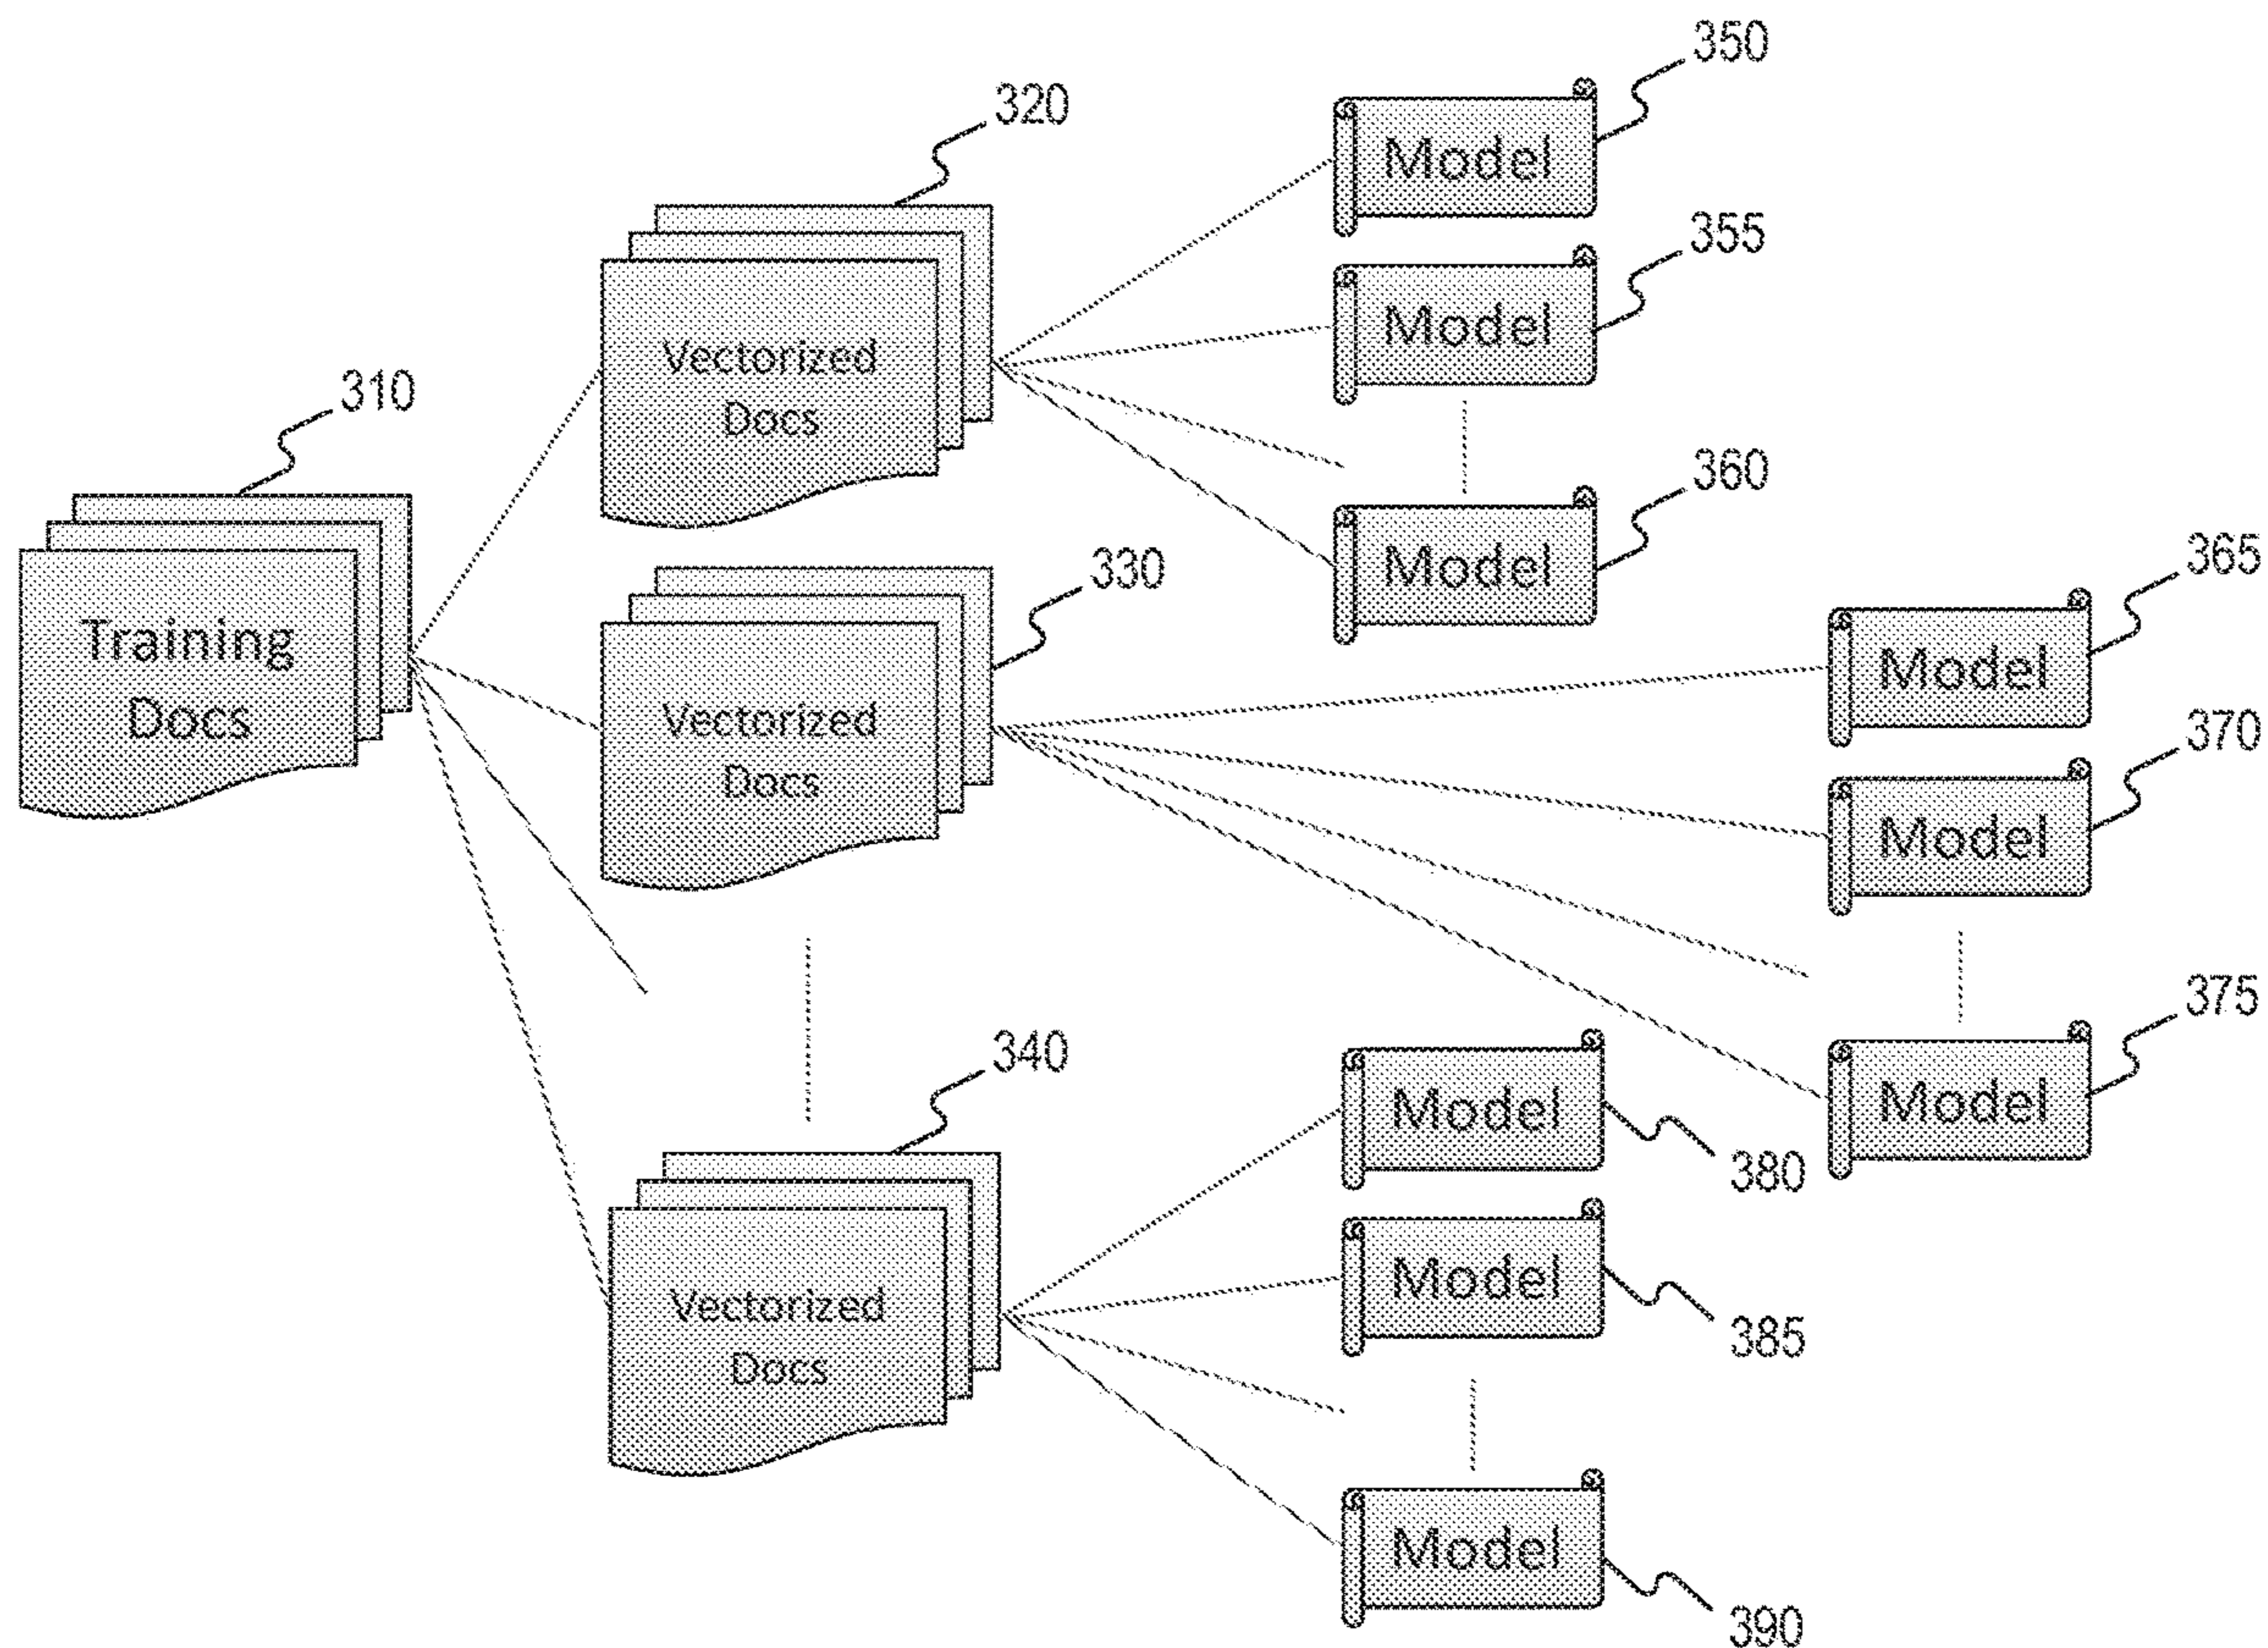 350
Model
320
355
Model
Vectorized
Docs
310
360
Model
Training
Docs
330
365
Model
Vectorized
Docs
370
Model
375
Model
340
Model
380
Vectorized
Docs
Model
385
Model
390